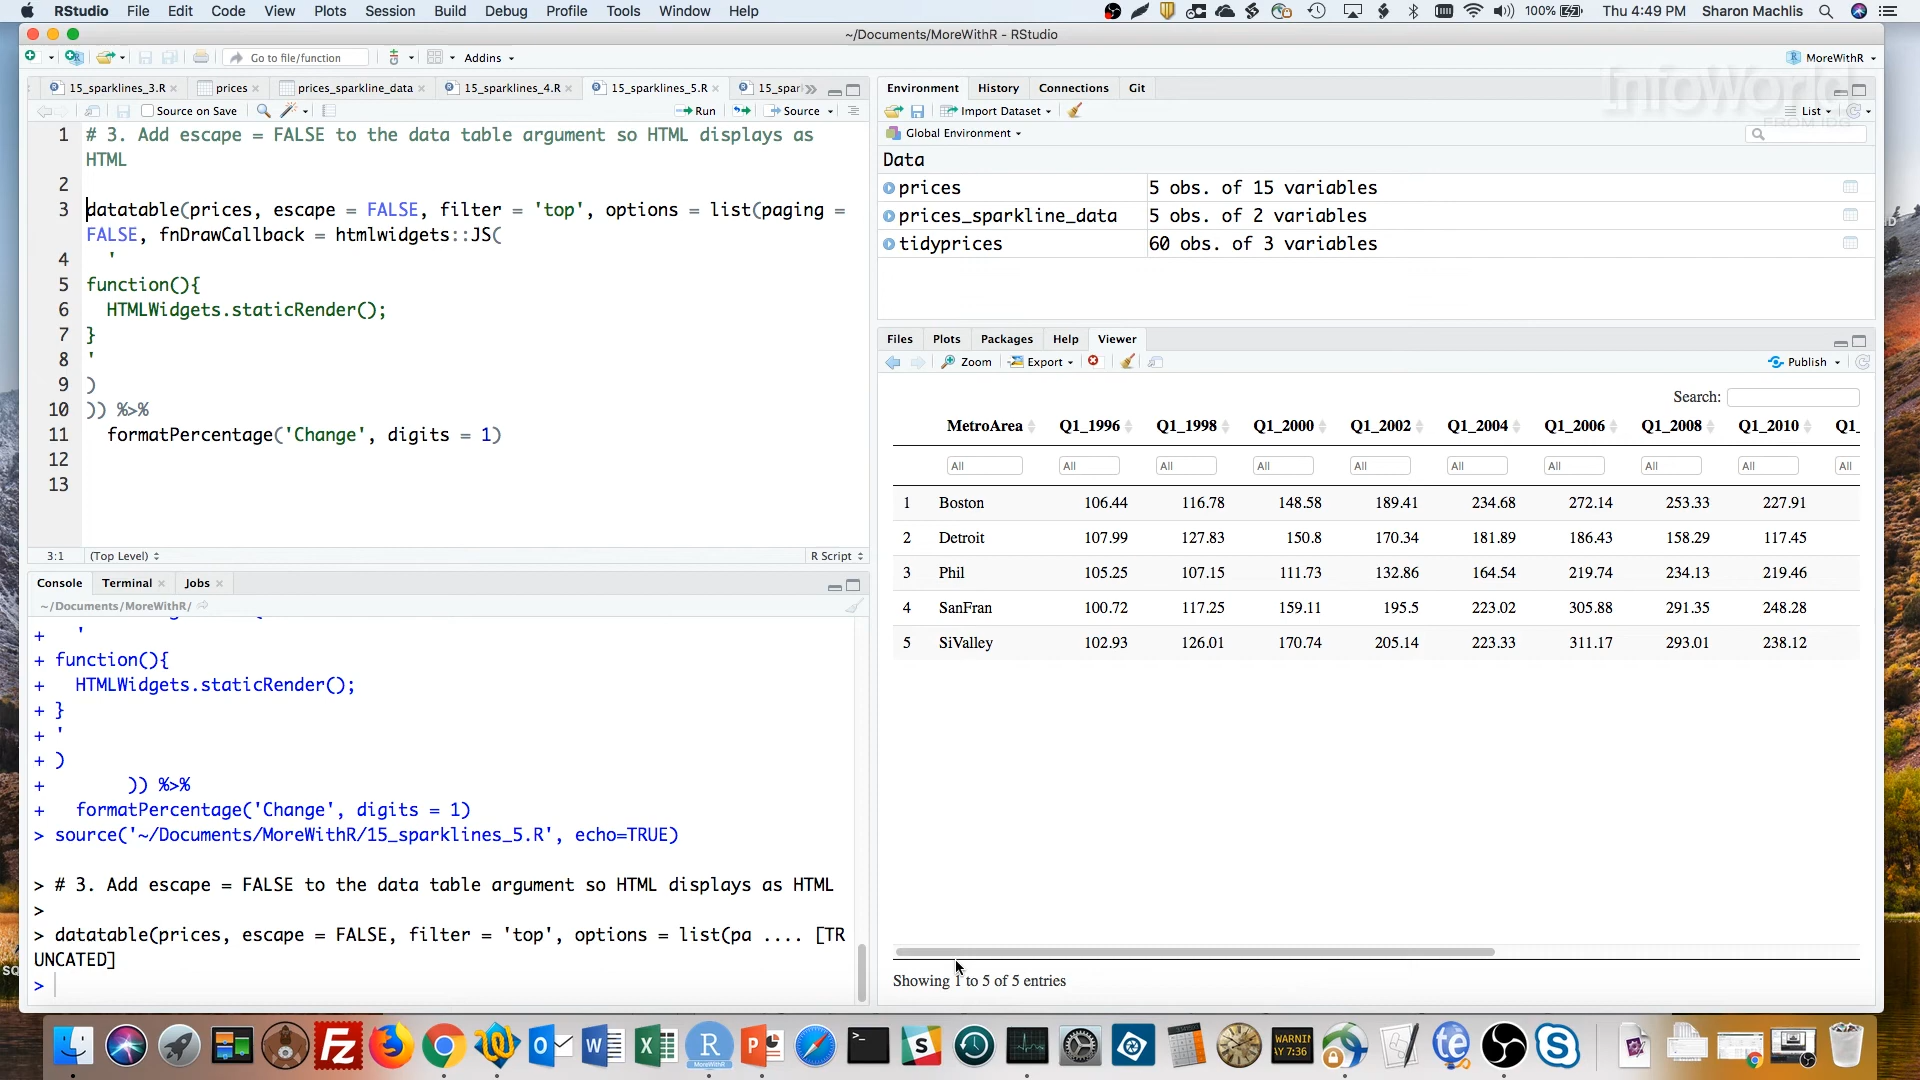 RStudio File Edit Code View Plots Session Build Debug Profile Tools Window Help 100% Thu 4:49 PM Sharon Machlis
~/Documents/MoreWithR - RStudio
Go to file/function Addins MoreWithR
15_sparklines_3.R prices prices_sparkline_data 15_sparklines_4.R 15_sparklines_5.R 15_spar
Source on Save Run Source
1 # 3. Add escape = FALSE to the data table argument so HTML displays as
HTML
2
3 datatable(prices, escape = FALSE, filter = 'top', options = list(paging =
FALSE, fnDrawCallback = htmlwidgets::JS(
4 '
5 function(){
6 HTMLWidgets.staticRender();
7 }
8 '
9 )
10 )) %>%
11 formatPercentage('Change', digits = 1)
12
13
3:1 (Top Level) R Script
Console Terminal Jobs
~/Documents/MoreWithR/
+ '
+ function(){
+ HTMLWidgets.staticRender();
+ }
+ '
+ )
+ )) %>%
+ formatPercentage('Change', digits = 1)
> source('~/Documents/MoreWithR/15_sparklines_5.R', echo=TRUE)
> # 3. Add escape = FALSE to the data table argument so HTML displays as HTML
>
> datatable(prices, escape = FALSE, filter = 'top', options = list(pa .... [TR
UNCATED]
>
Environment History Connections Git
InfoWorld
FROM IDG
Import Dataset List
Global Environment
Data
prices 5 obs. of 15 variables
prices_sparkline_data 5 obs. of 2 variables
tidyprices 60 obs. of 3 variables
Files Plots Packages Help Viewer
Zoom Export Publish
Search:
MetroArea Q1_1996 Q1_1998 Q1_2000 Q1_2002 Q1_2004 Q1_2006 Q1_2008 Q1_2010 Q1_
All All All All All All All All All All
1 Boston 106.44 116.78 148.58 189.41 234.68 272.14 253.33 227.91
2 Detroit 107.99 127.83 150.8 170.34 181.89 186.43 158.29 117.45
3 Phil 105.25 107.15 111.73 132.86 164.54 219.74 234.13 219.46
4 SanFran 100.72 117.25 159.11 195.5 223.02 305.88 291.35 248.28
5 SiValley 102.93 126.01 170.74 205.14 223.33 311.17 293.01 238.12
Showing 1 to 5 of 5 entries